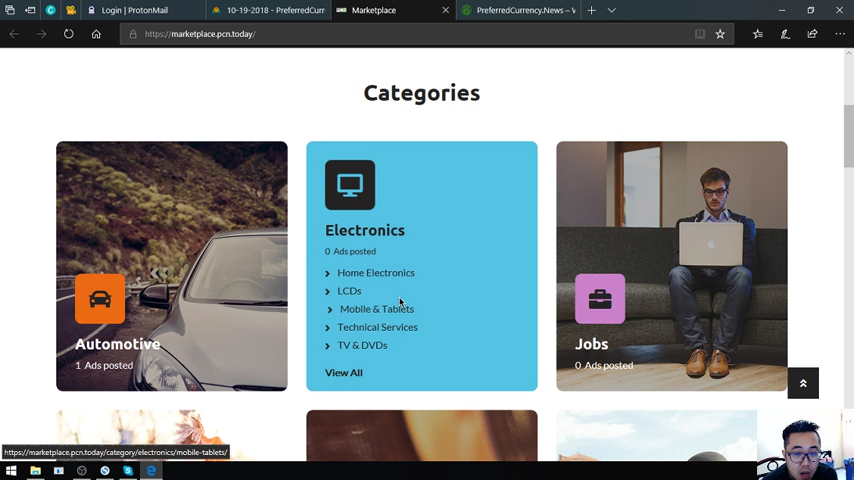 Login | ProtonMail
10-19-2018 - PreferredCurr
Marketplace
PreferredCurrency.News – V
https://marketplace.pcn.today/
Categories
Electronics
0 Ads posted
Home Electronics
LCDs
Mobile & Tablets
Technical Services
TV & DVDs
View All
Automotive
1 Ads posted
Jobs
0 Ads posted
https://marketplace.pcn.today/category/electronics/mobile-tablets/